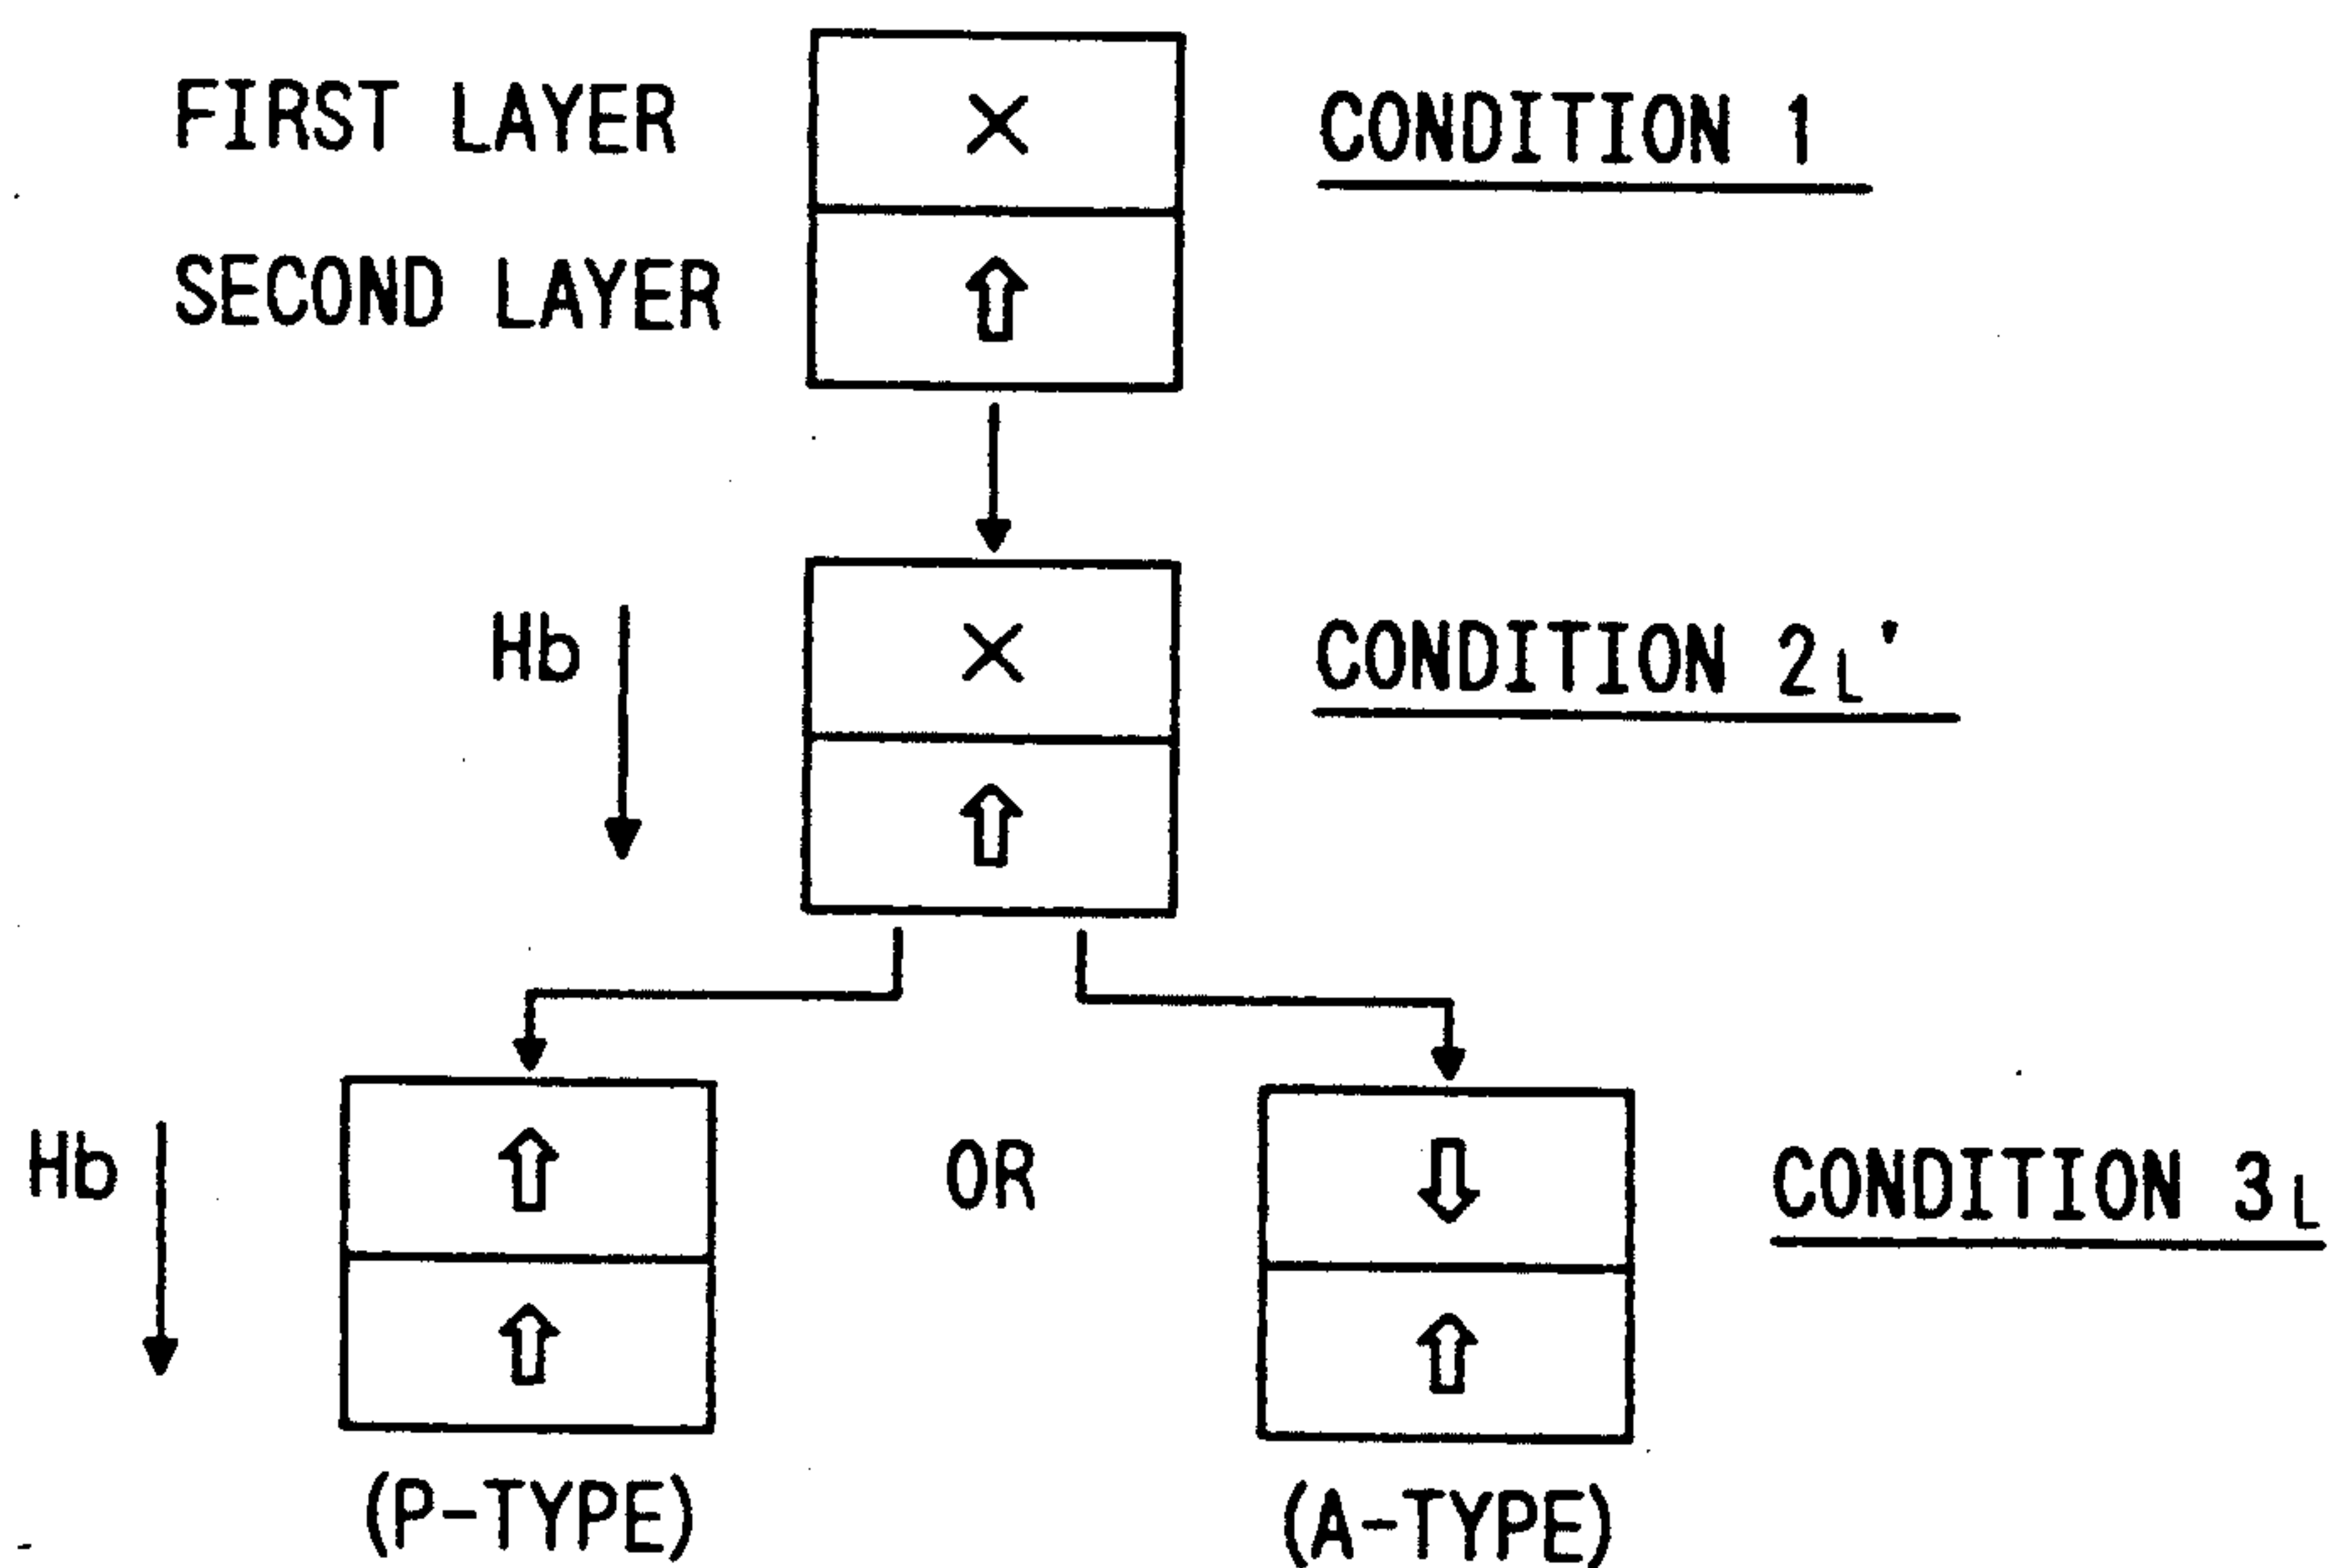 FIRST LAYER
CONDITION 1
SECOND LAYER
Hb
CONDITION 2L'
Hb
OR
CONDITION 3L
(P-TYPE)
(A-TYPE)